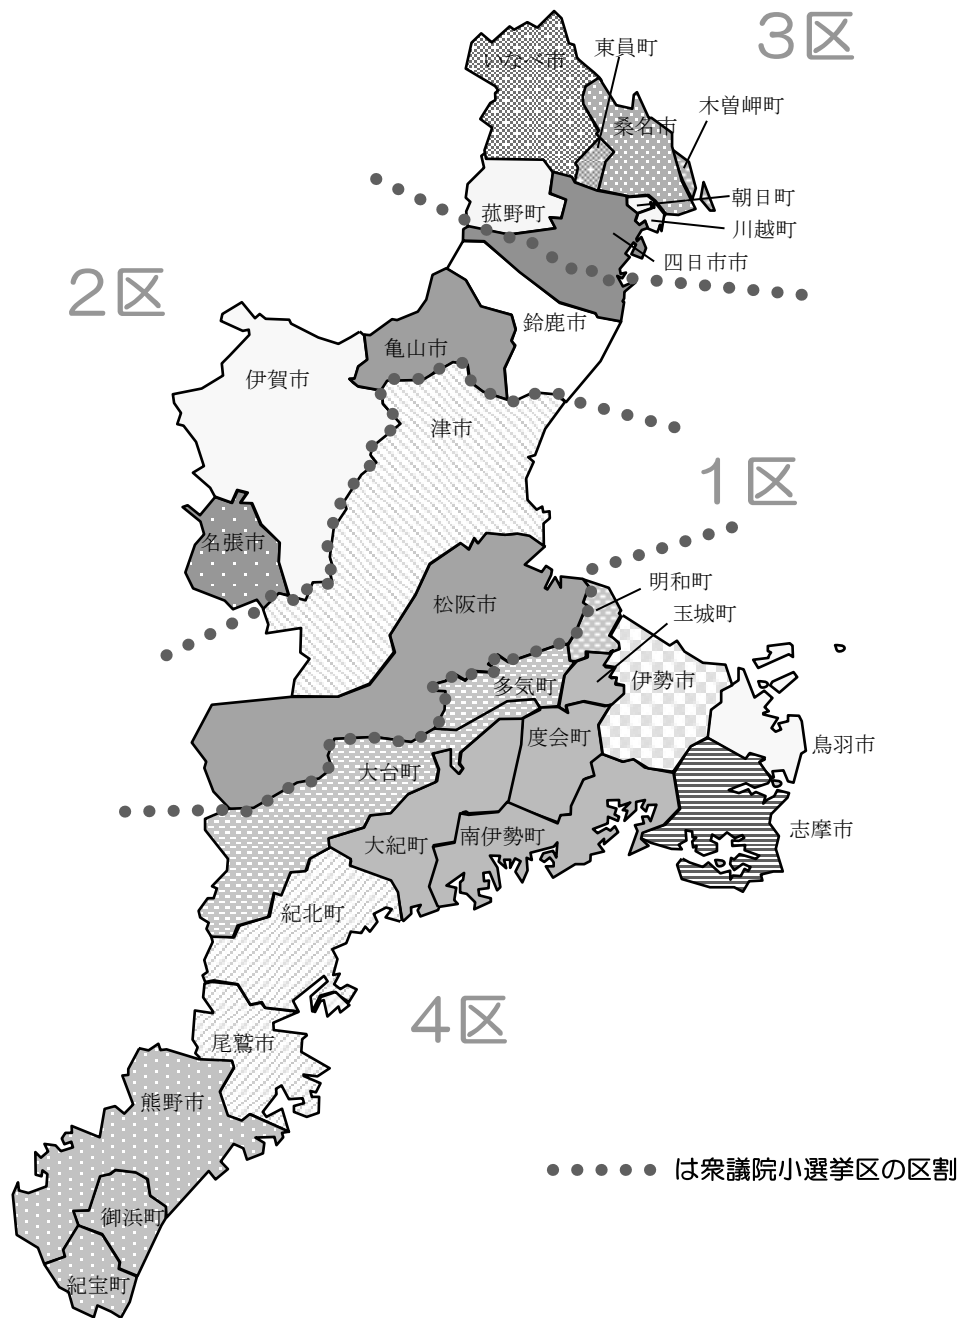 3区
東員町
いなべ市
木曽岬町
桑名市
朝日町
菰野町
川越町
四日市市
2区
鈴鹿市
亀山市
伊賀市
津市
1区
名張市
明和町
松阪市
玉城町
伊勢市
多気町
度会町
鳥羽市
大台町
志摩市
南伊勢町
大紀町
紀北町
4区
尾鷲市
熊野市
は衆議院小選挙区の区割
御浜町
紀宝町